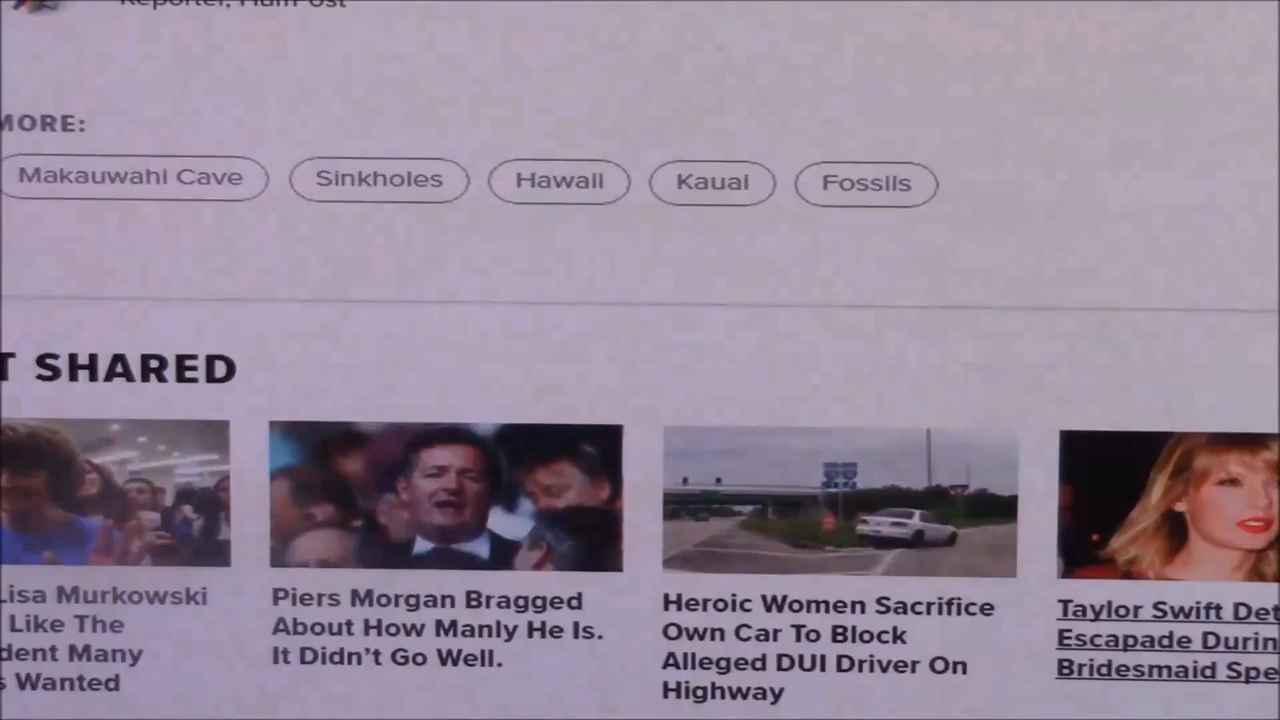 Reporter, HuffPost
MORE:
Makauwahi Cave
Sinkholes
Hawaii
Kauai
Fossils
T SHARED
Lisa Murkowski
Like The
dent Many
s Wanted
Piers Morgan Bragged
About How Manly He Is.
It Didn't Go Well.
Heroic Women Sacrifice
Own Car To Block
Alleged DUI Driver On
Highway
Taylor Swift Det
Escapade Durin
Bridesmaid Spe